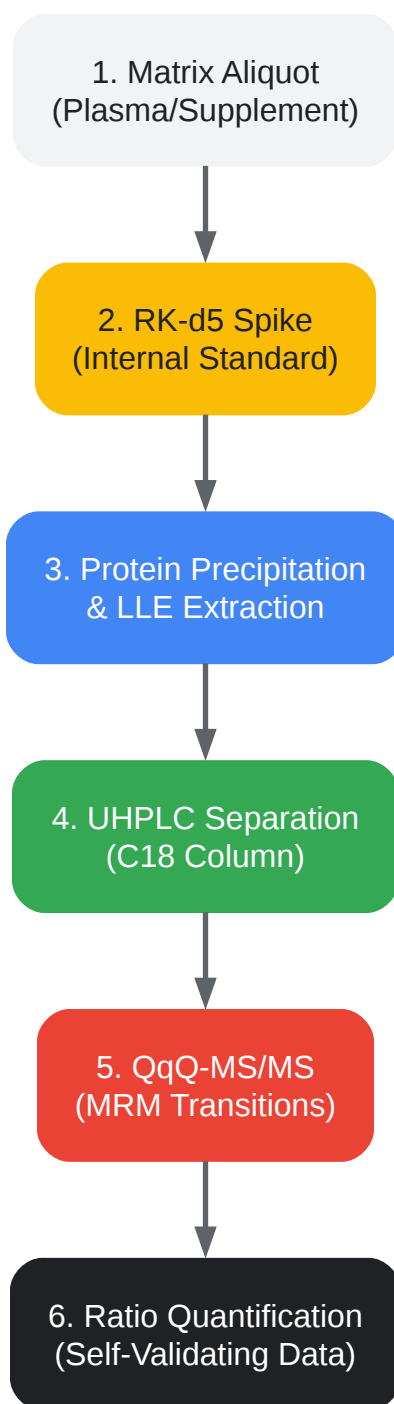 1. Matrix Aliquot
(Plasma/Supplement)
2. RK-d5 Spike
(Internal Standard)
3. Protein Precipitation
& LLE Extraction
4. UHPLC Separation
(C18 Column)
5. QqQ-MS/MS
(MRM Transitions)
6. Ratio Quantification
(Self-Validating Data)